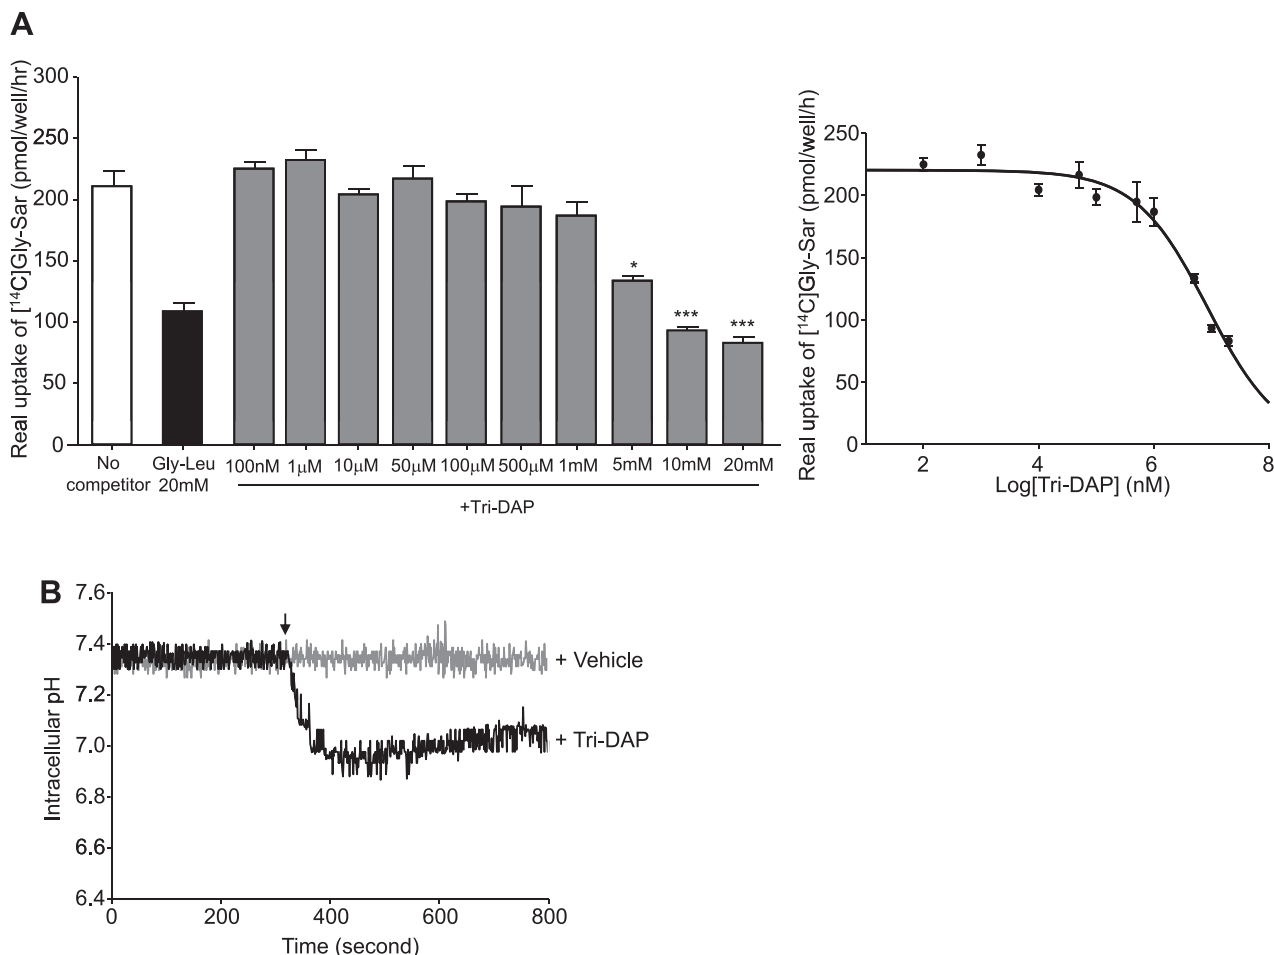 A
Real uptake of [¹⁴C]Gly-Sar (pmol/well/hr)
300
250
200
150
100
50
0
*
***
***
No competitor
Gly-Leu 20mM
100nM
1µM
10µM
50µM
100µM
500µM
1mM
5mM
10mM
20mM
+Tri-DAP
Real uptake of [¹⁴C]Gly-Sar (pmol/well/h)
250
200
150
100
50
0
2
4
6
8
Log[Tri-DAP] (nM)
B
Intracellular pH
7.6
7.4
7.2
7.0
6.8
6.6
6.4
+ Vehicle
+ Tri-DAP
0
200
400
600
800
Time (second)